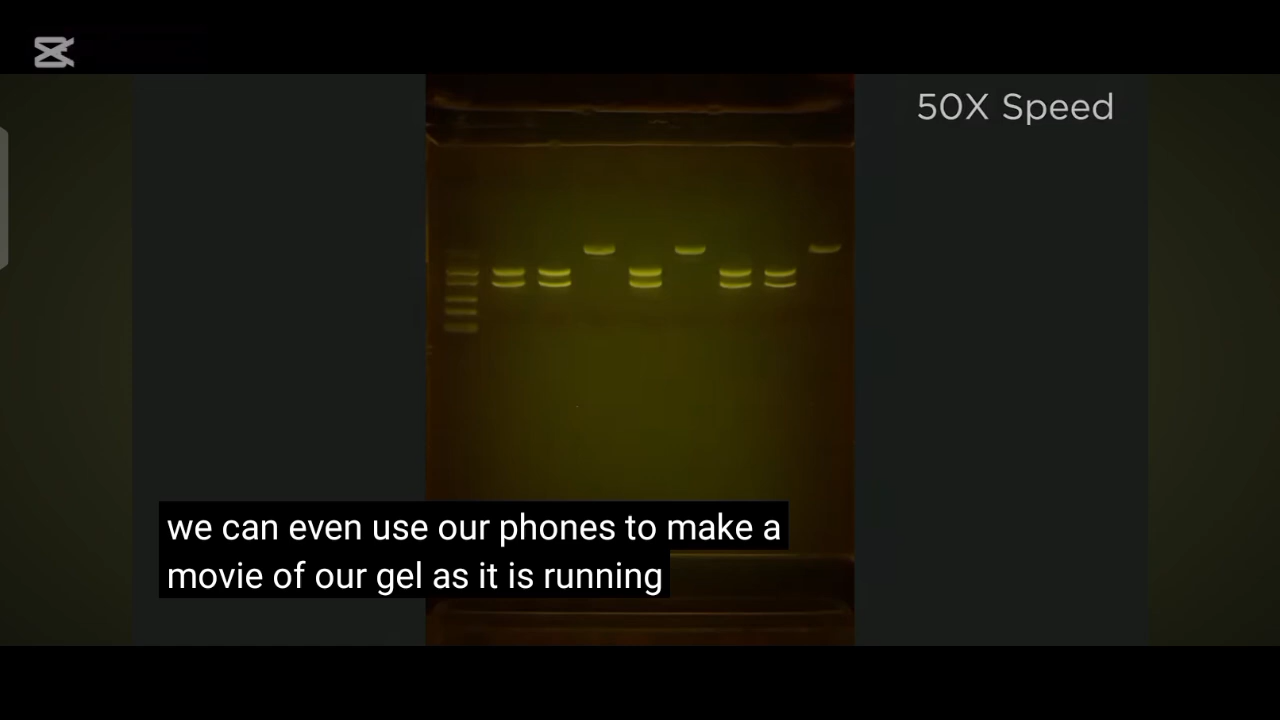 50X Speed
we can even use our phones to make a
movie of our gel as it is running